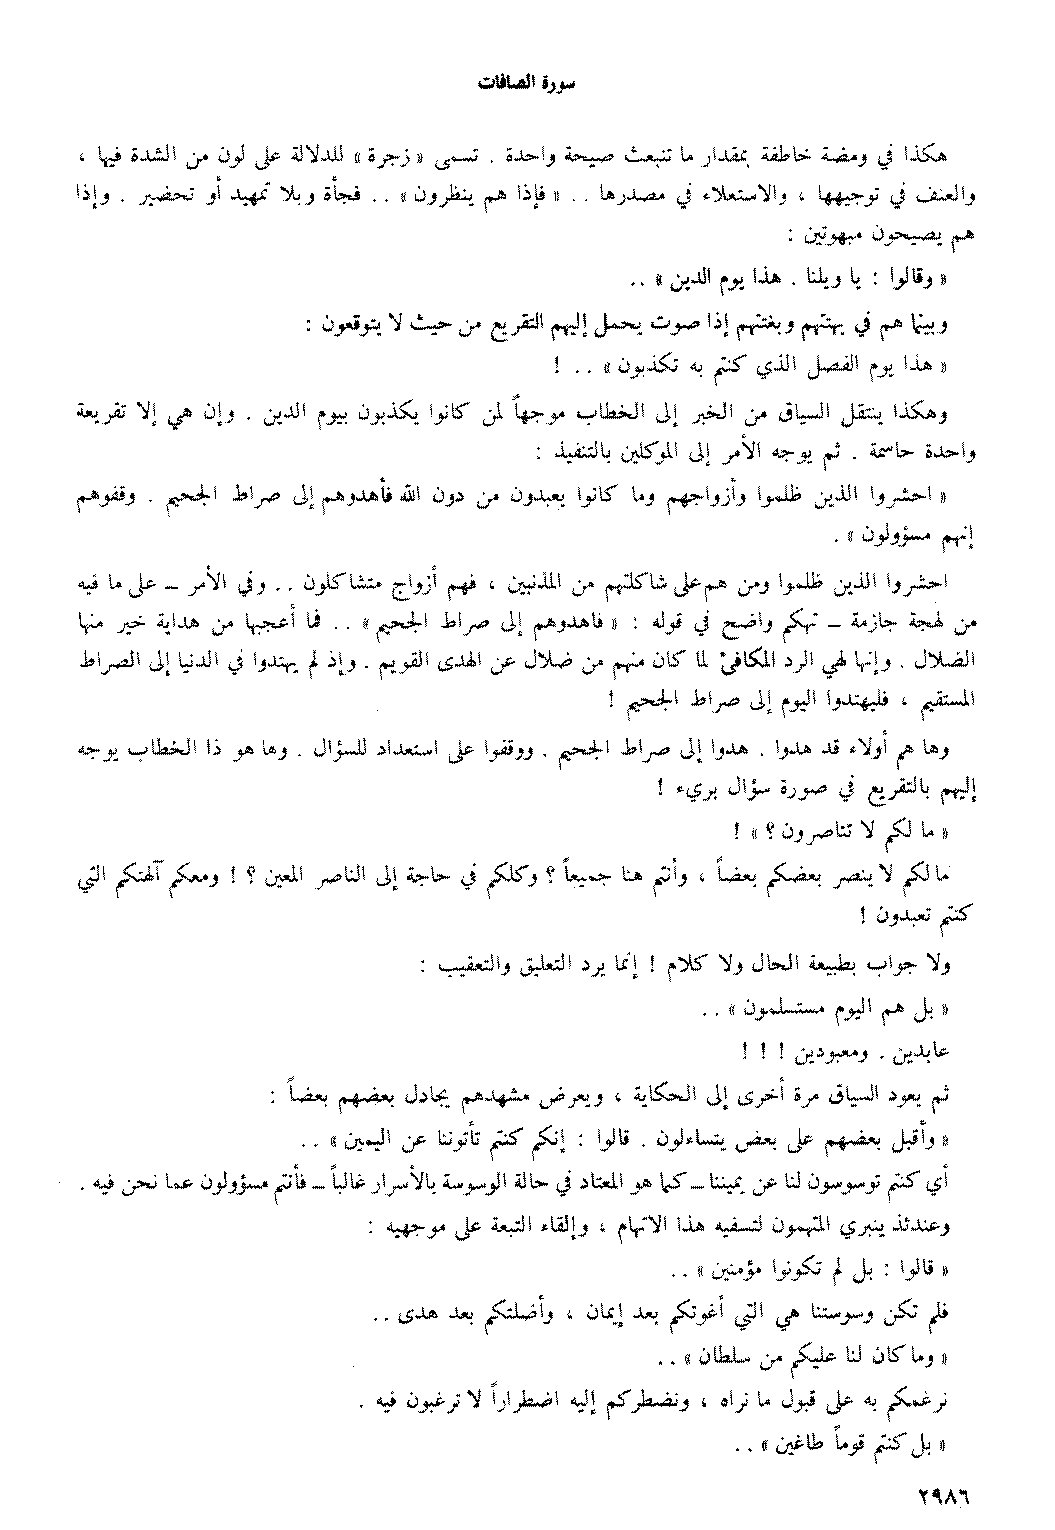 سورة الصافات
هكذا في ومضة خاطفة بمقدار ما تنبعث صيحة واحدة . تسمى « زجرة » للدلالة على لون من الشدة فيها ،
والعنف في توجيهها ، والاستعلاء في مصدرها .. « فإذا هم ينظرون » .. فجأة وبلا تمهيد أو تحضير . وإذا
هم يصيحون مبهوتين :
« وقالوا : يا ويلنا . هذا يوم الدين » ..
وبينما هم في بهتتهم وبغتتهم إذا صوت يحمل إليهم التقريع من حيث لا يتوقعون :
« هذا يوم الفصل الذي كنتم به تكذبون » .. !
وهكذا ينتقل السياق من الخبر إلى الخطاب موجهاً لمن كانوا يكذبون بيوم الدين . وإن هي إلا تقريعة
واحدة حاسمة . ثم يوجه الأمر إلى الموكلين بالتنفيذ :
« احشروا الذين ظلموا وأزواجهم وما كانوا يعبدون من دون الله فأهدوهم إلى صراط الجحيم . وقفوهم
إنهم مسؤولون » .
احشروا الذين ظلموا ومن هم على شاكلتهم من المذنبين ، فهم أزواج متشاكلون .. وفي الأمر – على ما فيه
من لهجة جازمة – تهكم واضح في قوله : « فاهدوهم إلى صراط الجحيم » .. فما أعجبها من هداية خير منها
الضلال . وإنها لهي الرد المكافئ لما كان منهم من ضلال عن الهدى القويم . وإذ لم يهتدوا في الدنيا إلى الصراط
المستقيم ، فليهتدوا اليوم إلى صراط الجحيم !
وها هم أولاء قد هدوا . هدوا إلى صراط الجحيم . ووقفوا على استعداد للسؤال . وها هو ذا الخطاب يوجه
إليهم بالتقريع في صورة سؤال بريء !
« ما لكم لا تناصرون ؟ » !
ما لكم لا ينصر بعضكم بعضاً ، وأنتم هنا جميعاً ؟ وكلكم في حاجة إلى الناصر المعين ؟ ! ومعكم آلهتكم التي
كنتم تعبدون !
ولا جواب بطبيعة الحال ولا كلام ! إنما يرد التعليق والتعقيب :
« بل هم اليوم مستسلمون » ..
عابدين . ومعبودين ! ! !
ثم يعود السياق مرة أخرى إلى الحكاية ، ويعرض مشهدهم يجادل بعضهم بعضاً :
« وأقبل بعضهم على بعض يتساءلون . قالوا : إنكم كنتم تأتوننا عن اليمين » ..
أي كنتم توسوسون لنا عن يميننا – كما هو المعتاد في حالة الوسوسة بالأسرار غالباً – فأنتم مسؤولون عما نحن فيه .
وعندئذ ينبري المتهمون لتسفيه هذا الاتهام ، وإلقاء التبعة على موجهيه :
« قالوا : بل لم تكونوا مؤمنين » ..
فلم تكن وسوستنا هي التي أغوتكم بعد إيمان ، وأضلتكم بعد هدى ..
« وما كان لنا عليكم من سلطان » ..
نرغمكم به على قبول ما نراه ، ونضطركم إليه اضطراراً لا ترغبون فيه .
« بل كنتم قوماً طاغين » ..
٢٩٨٦